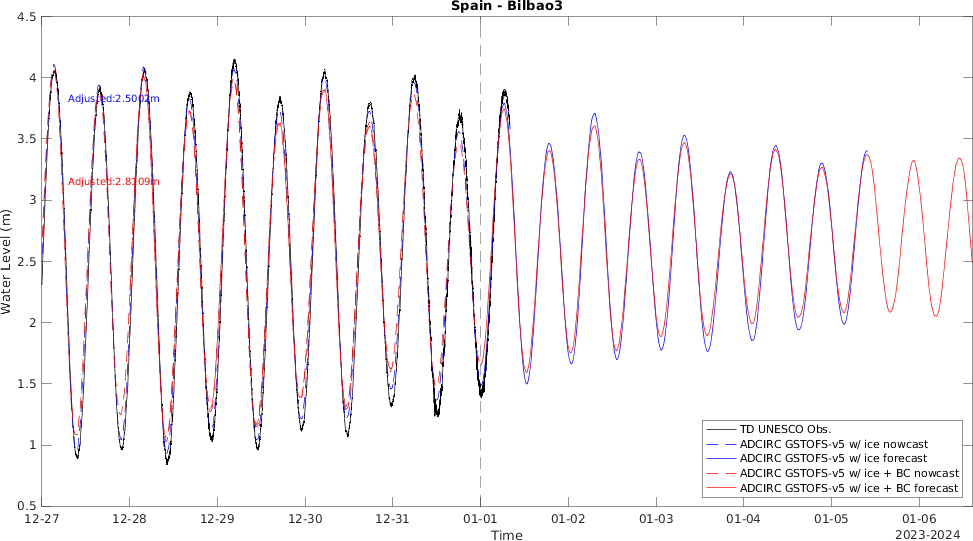 Spain - Bilbao3
4.5
4
3.5
3
2.5
2
1.5
1
0.5
Water Level (m)
Adjusted:2.5002m
Adjusted:2.8109m
TD UNESCO Obs.
ADCIRC GSTOFS-v5 w/ ice nowcast
ADCIRC GSTOFS-v5 w/ ice forecast
ADCIRC GSTOFS-v5 w/ ice + BC nowcast
ADCIRC GSTOFS-v5 w/ ice + BC forecast
12-27 12-28 12-29 12-30 12-31 01-01 01-02 01-03 01-04 01-05 01-06
Time
2023-2024